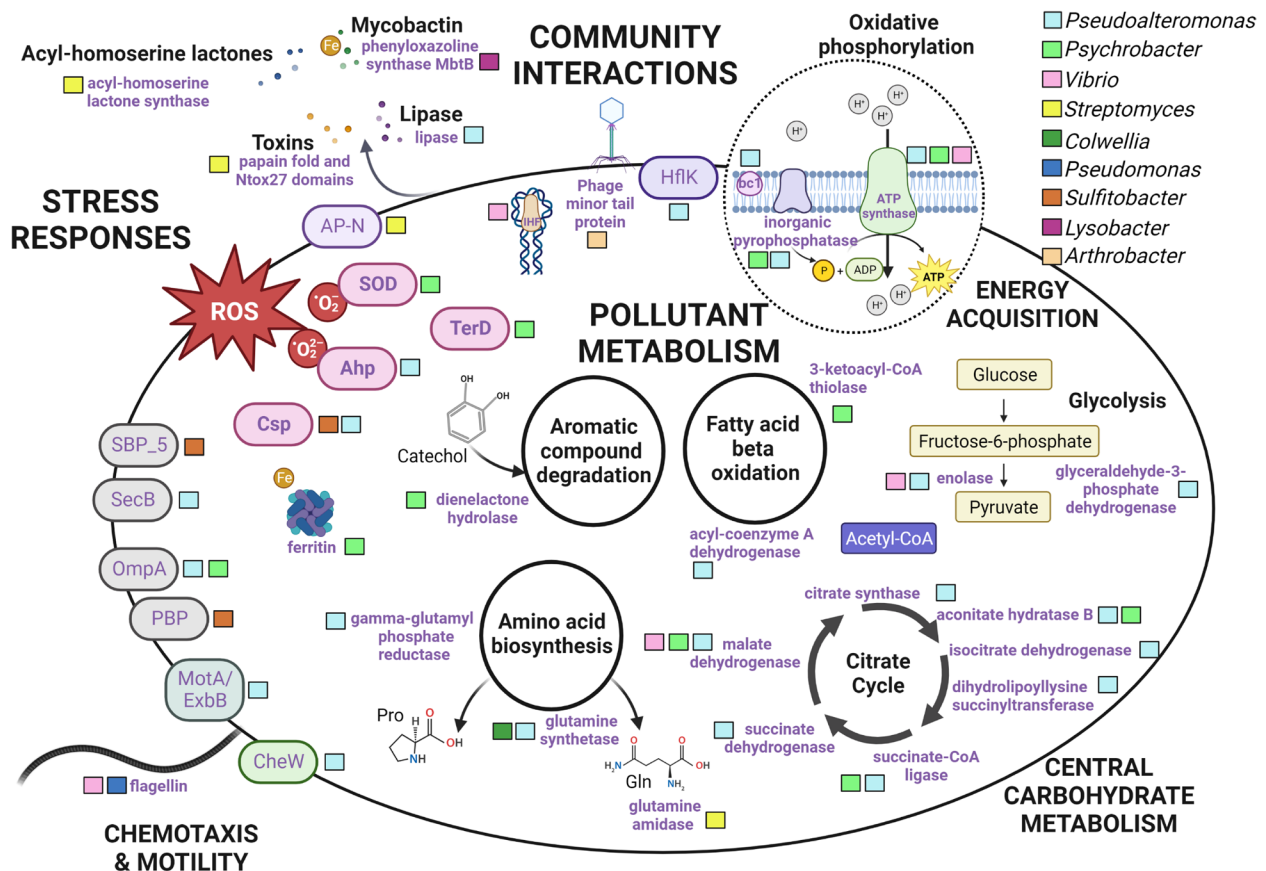 Mycobactin
Fe
phenyloxazoline
synthase MbtB
Acyl-homoserine lactones
acyl-homoserine
lactone synthase
Lipase
lipase
Toxins
papain fold and
Ntox27 domains
COMMUNITY
INTERACTIONS
Phage
minor tail
protein
HflK
IHF
Oxidative
phosphorylation
H+
H+
H+
H+
bc1
inorganic
pyrophosphatase
ATP
synthase
P
+
ADP
ATP
H+
H+
Pseudoalteromonas
Psychrobacter
Vibrio
Streptomyces
Colwellia
Pseudomonas
Sulfitobacter
Lysobacter
Arthrobacter
ENERGY
ACQUISITION
STRESS
RESPONSES
AP-N
ROS
•O2−
SOD
•O22−
Ahp
TerD
Csp
Fe
ferritin
SBP_5
SecB
OmpA
PBP
MotA/
ExbB
CheW
flagellin
CHEMOTAXIS
& MOTILITY
POLLUTANT
METABOLISM
OH
OH
Catechol
dienelactone
hydrolase
Aromatic
compound
degradation
Fatty acid
beta
oxidation
3-ketoacyl-CoA
thiolase
acyl-coenzyme A
dehydrogenase
Glucose
Glycolysis
Fructose-6-phosphate
enolase
Pyruvate
glyceraldehyde-3-
phosphate
dehydrogenase
Acetyl-CoA
gamma-glutamyl
phosphate
reductase
Amino acid
biosynthesis
Pro
H
O
OH
NH
glutamine
synthetase
O
O
H2N
OH
NH2
Gln
glutamine
amidase
citrate synthase
aconitate hydratase B
isocitrate dehydrogenase
dihydrolipoyllysine
succinyltransferase
succinate-CoA
ligase
succinate
dehydrogenase
malate
dehydrogenase
Citrate
Cycle
CENTRAL
CARBOHYDRATE
METABOLISM